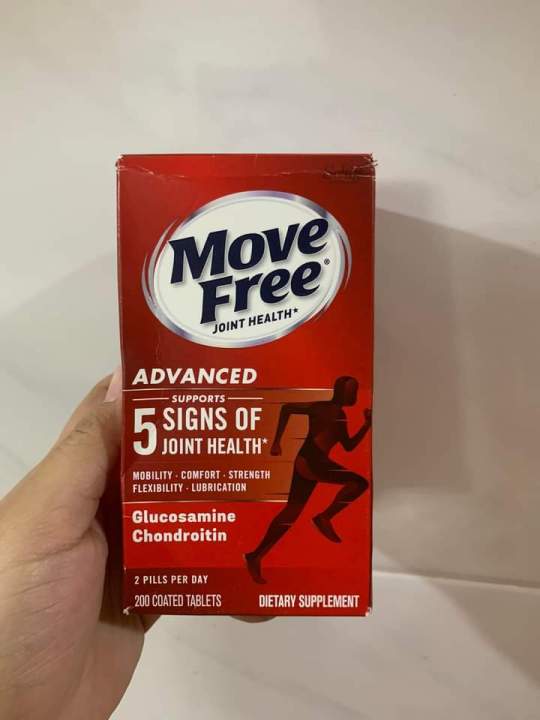 Move
Free®
JOINT HEALTH*
ADVANCED
SUPPORTS
5 SIGNS OF
JOINT HEALTH*
MOBILITY · COMFORT · STRENGTH
FLEXIBILITY · LUBRICATION
Glucosamine
Chondroitin
2 PILLS PER DAY
200 COATED TABLETS
DIETARY SUPPLEMENT